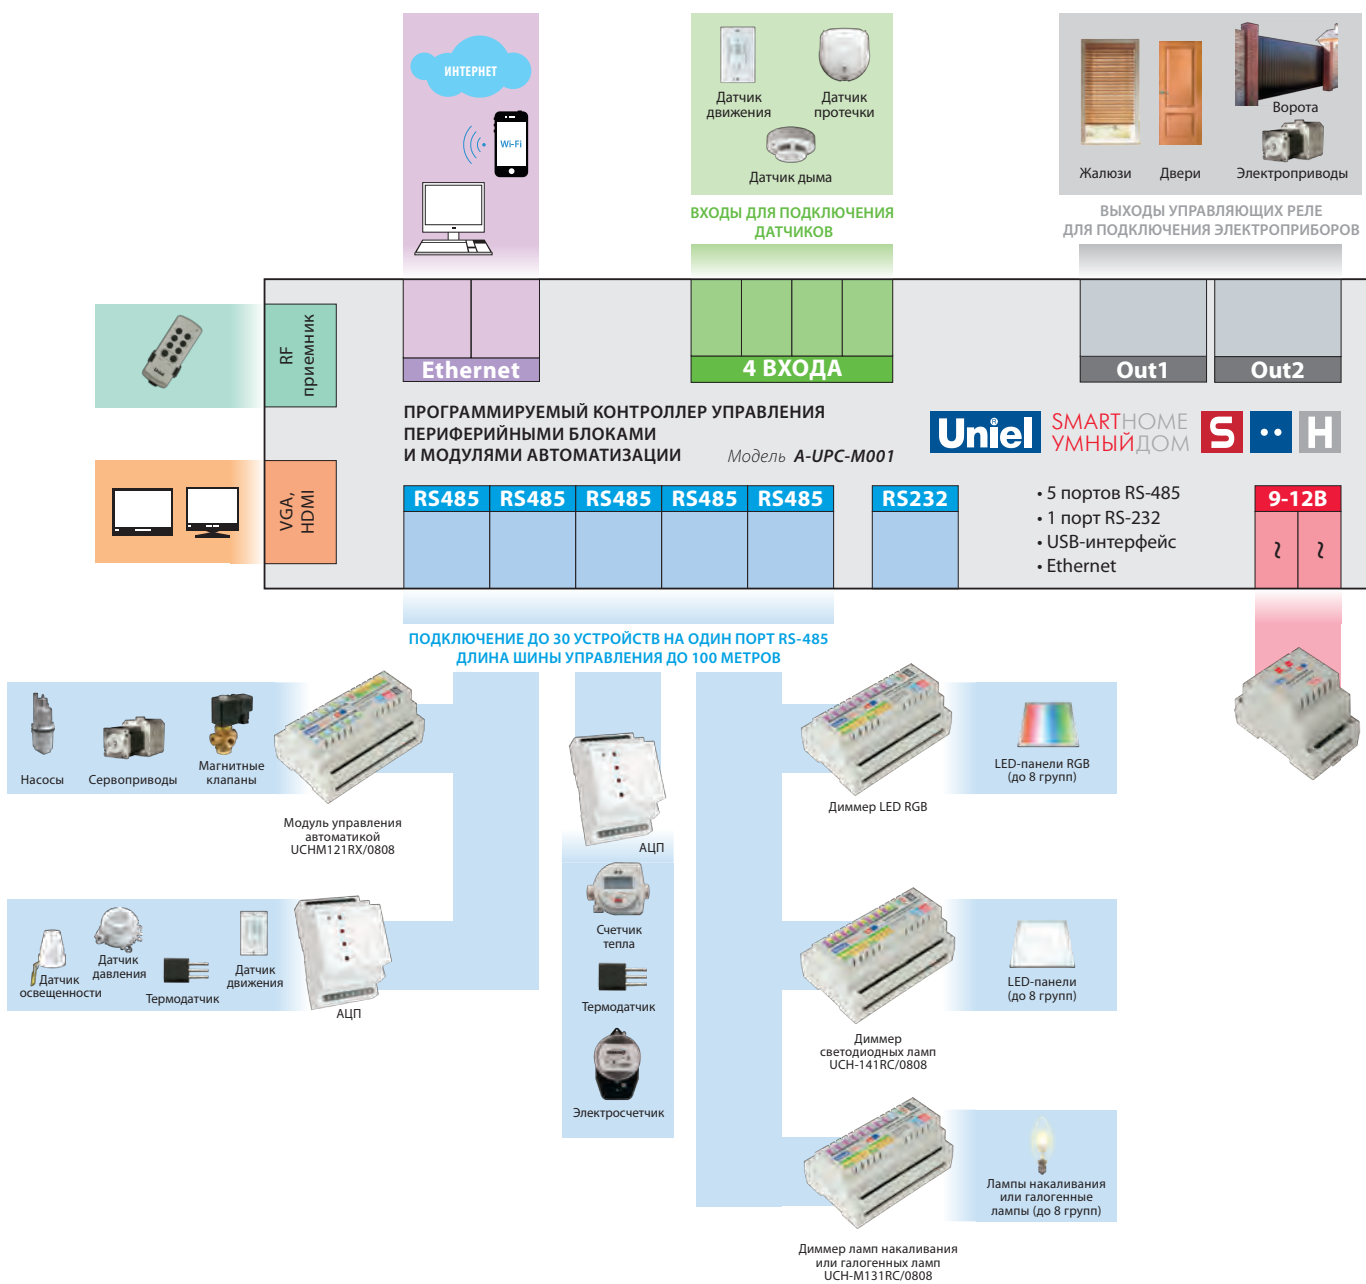 ИНТЕРНЕТ
Wi-Fi
Датчик
движения
Датчик
протечки
Датчик дыма
Жалюзи
Двери
Ворота
Электроприводы
ВХОДЫ ДЛЯ ПОДКЛЮЧЕНИЯ
ДАТЧИКОВ
ВЫХОДЫ УПРАВЛЯЮЩИХ РЕЛЕ
ДЛЯ ПОДКЛЮЧЕНИЯ ЭЛЕКТРОПРИБОРОВ
RF
приемник
Ethernet
4 ВХОДА
Out1
Out2
ПРОГРАММИРУЕМЫЙ КОНТРОЛЛЕР УПРАВЛЕНИЯ
ПЕРИФЕРИЙНЫМИ БЛОКАМИ
И МОДУЛЯМИ АВТОМАТИЗАЦИИ
Модель A-UPC-M001
Uniel
SMARTHOME
УМНЫЙДОМ
S
H
VGA,
HDMI
RS485
RS485
RS485
RS485
RS485
RS232
• 5 портов RS-485
• 1 порт RS-232
• USB-интерфейс
• Ethernet
9-12В
~
~
ПОДКЛЮЧЕНИЕ ДО 30 УСТРОЙСТВ НА ОДИН ПОРТ RS-485
ДЛИНА ШИНЫ УПРАВЛЕНИЯ ДО 100 МЕТРОВ
Насосы
Сервоприводы
Магнитные
клапаны
Модуль управления
автоматикой
UCHM121RX/0808
АЦП
Диммер LED RGB
LED-панели RGB
(до 8 групп)
Датчик
освещенности
Датчик
давления
Термодатчик
Датчик
движения
АЦП
Счетчик
тепла
Термодатчик
Электросчетчик
Диммер
светодиодных ламп
UCH-141RC/0808
LED-панели
(до 8 групп)
Лампы накаливания
или галогенные
лампы (до 8 групп)
Диммер ламп накаливания
или галогенных ламп
UCH-M131RC/0808